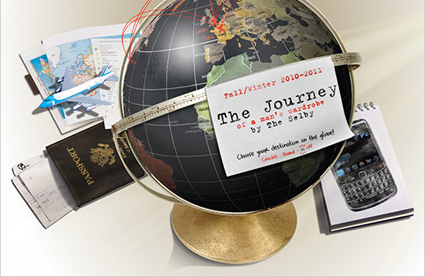 Fall/Winter 2010-2011
The Journey
of a man's wardrobe
by The Selby
Choose your destination on the globe!
PASSPORT